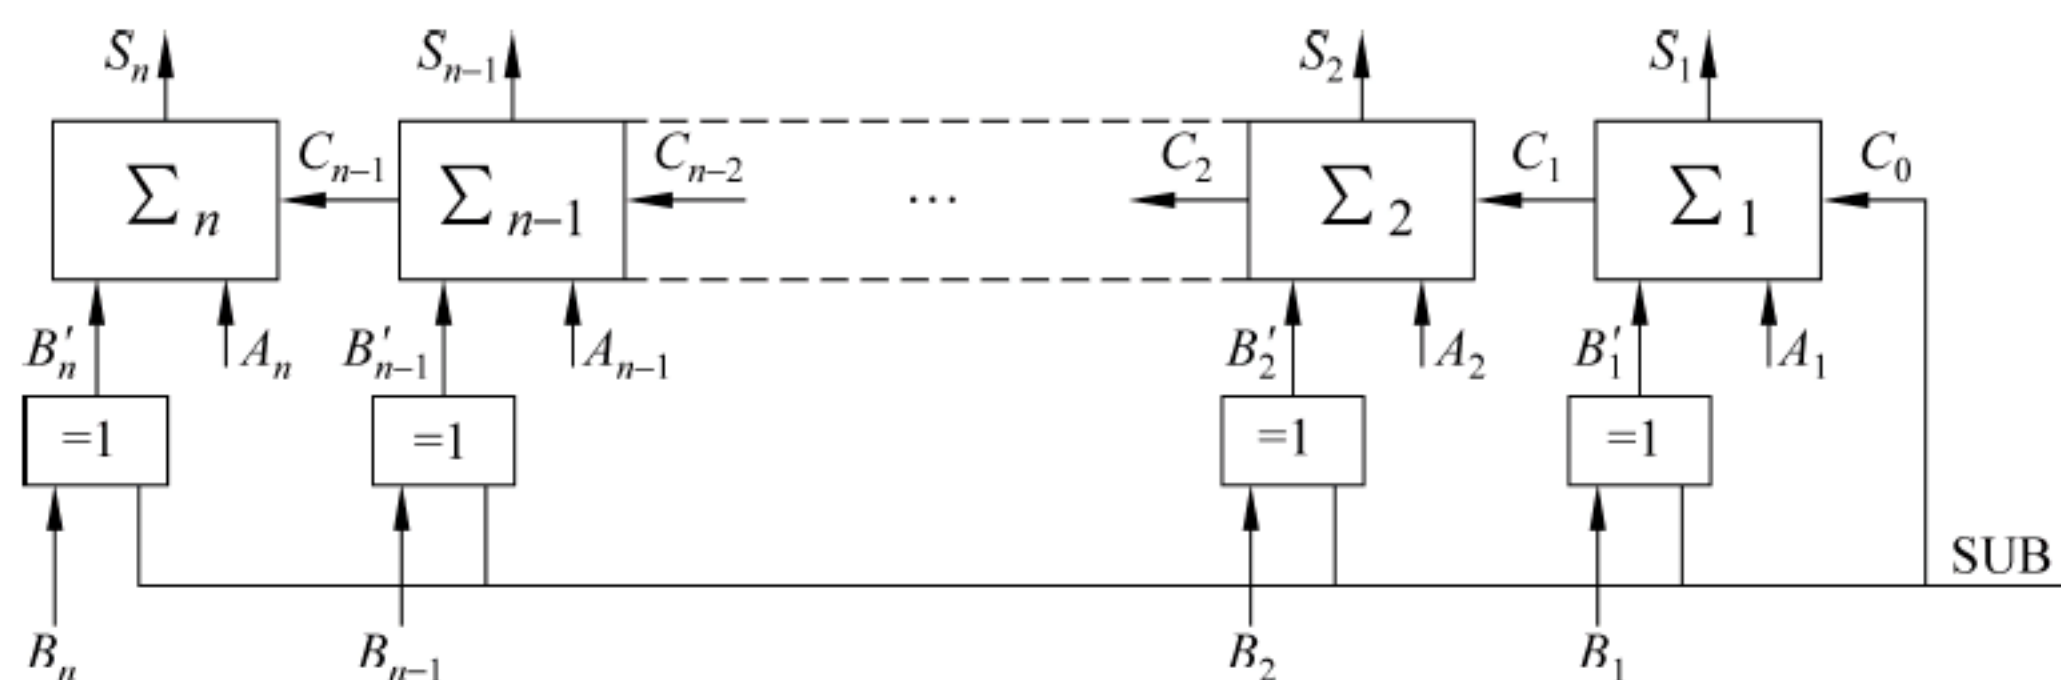 Sn Sn−1 S2 S1
Cn−1 Cn−2 C2 C1 C0
∑n ∑n−1 ··· ∑2 ∑1
B′n An B′n−1 An−1 B′2 A2 B′1 A1
=1 =1 =1 =1
SUB
Bn Bn−1 B2 B1